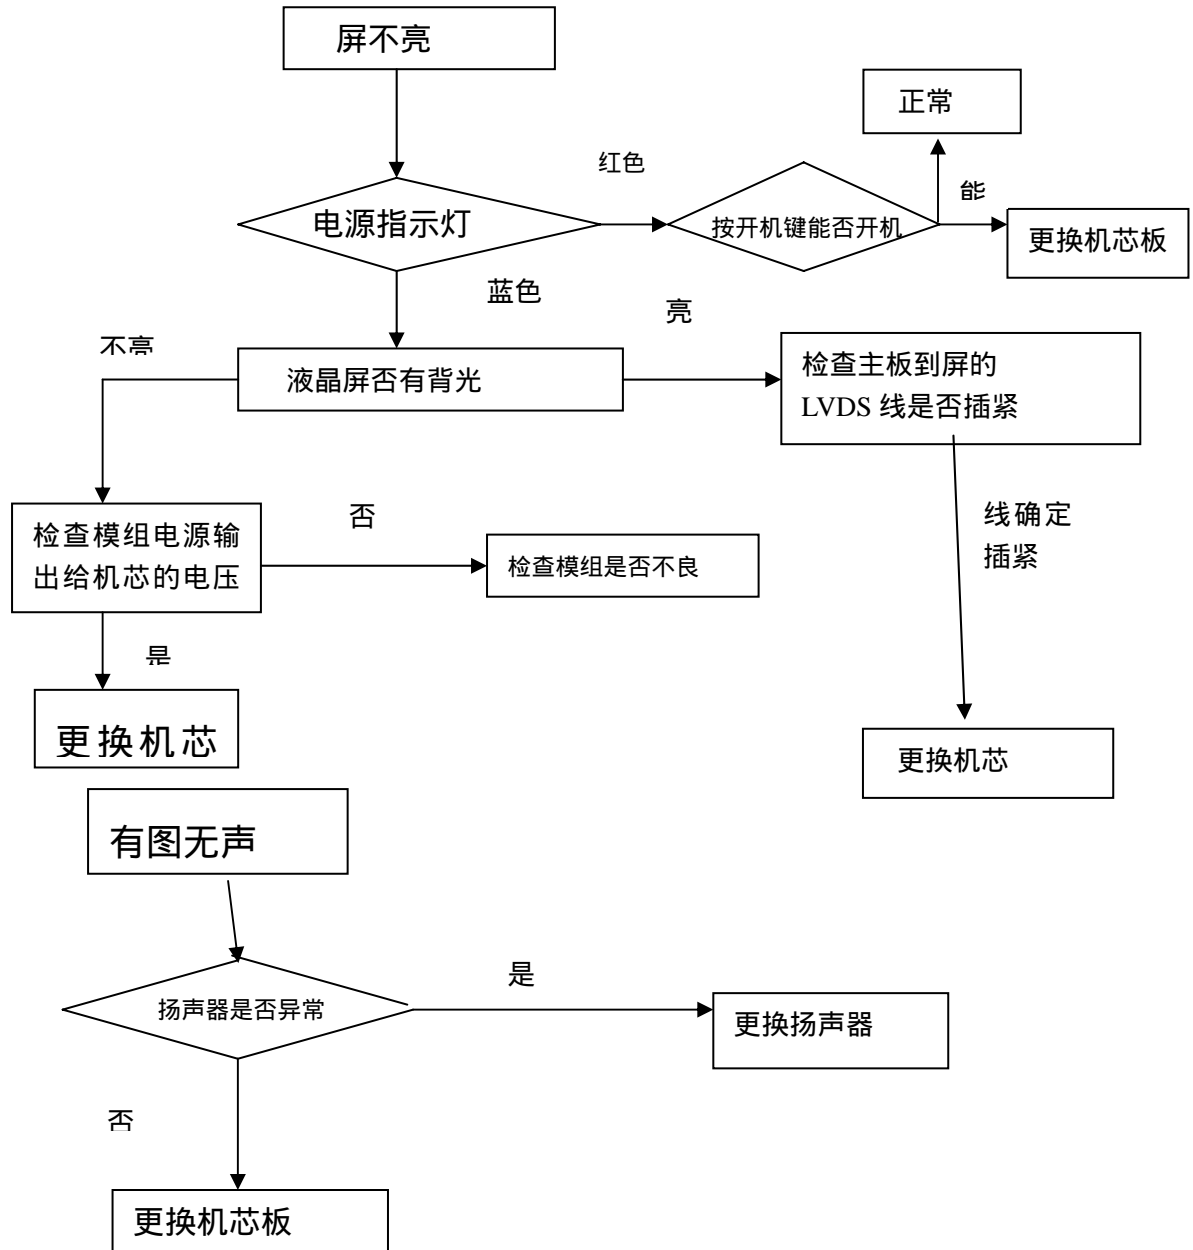 屏不亮
正常
红色
能
电源指示灯
按开机键能否开机
更换机芯板
蓝色
亮
不亮
液晶屏否有背光
检查主板到屏的
LVDS 线是否插紧
否
线确定
插紧
检查模组电源输
出给机芯的电压
检查模组是否不良
是
更换机芯
更换机芯
有图无声
是
扬声器是否异常
更换扬声器
否
更换机芯板